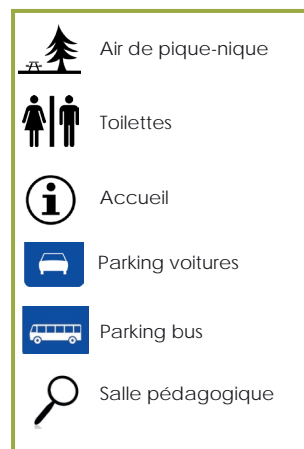 Air de pique-nique
Toilettes
Accueil
Parking voitures
Parking bus
Salle pédagogique